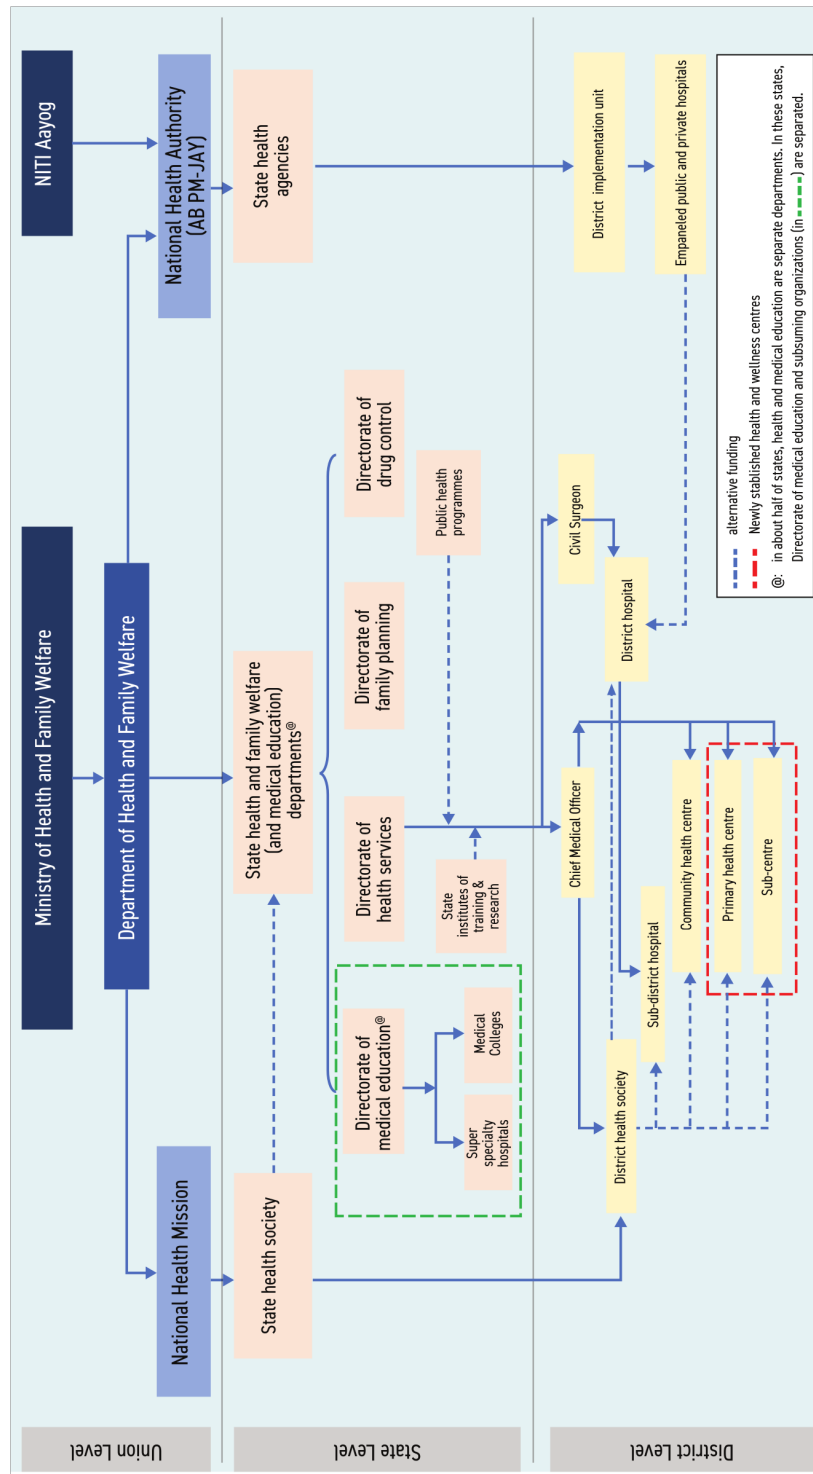 Union Level
Ministry of Health and Family Welfare
NITI Aayog
Department of Health and Family Welfare
National Health Mission
National Health Authority
(AB PM-JAY)
State Level
State health society
State health and family welfare
(and medical education)
departments@
State health
agencies
Directorate of
medical education@
Directorate of
health services
Directorate of
family planning
Directorate of
drug control
Super
specialty
hospitals
Medical
Colleges
State
institutes of
training &
research
Public health
programmes
District Level
Chief Medical Officer
Civil Surgeon
District implementation unit
District health society
District hospital
Sub-district hospital
Empaneled public and private hospitals
Community health centre
Primary health centre
Sub-centre
alternative funding
Newly stablished health and wellness centres
@: in about half of states, health and medical education are separate departments. In these states,
Directorate of medical education and subsuming organizations (in ) are separated.